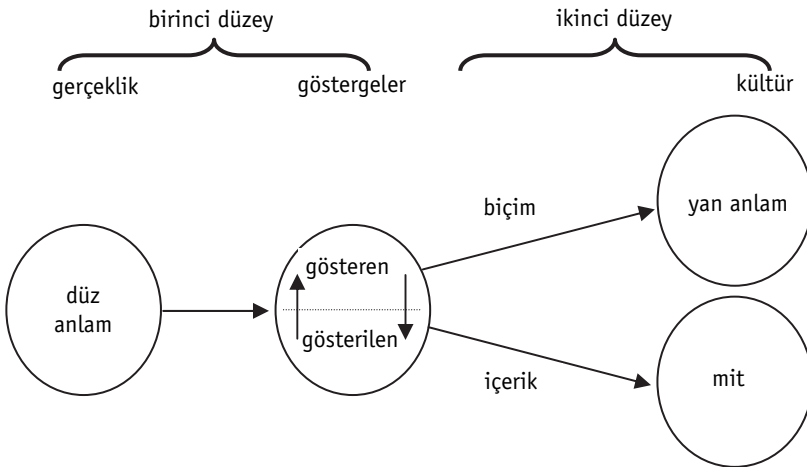 birinci düzey
ikinci düzey
gerçeklik
göstergeler
kültür
biçim
yan anlam
gösteren
düz
anlam
gösterilen
içerik
mit